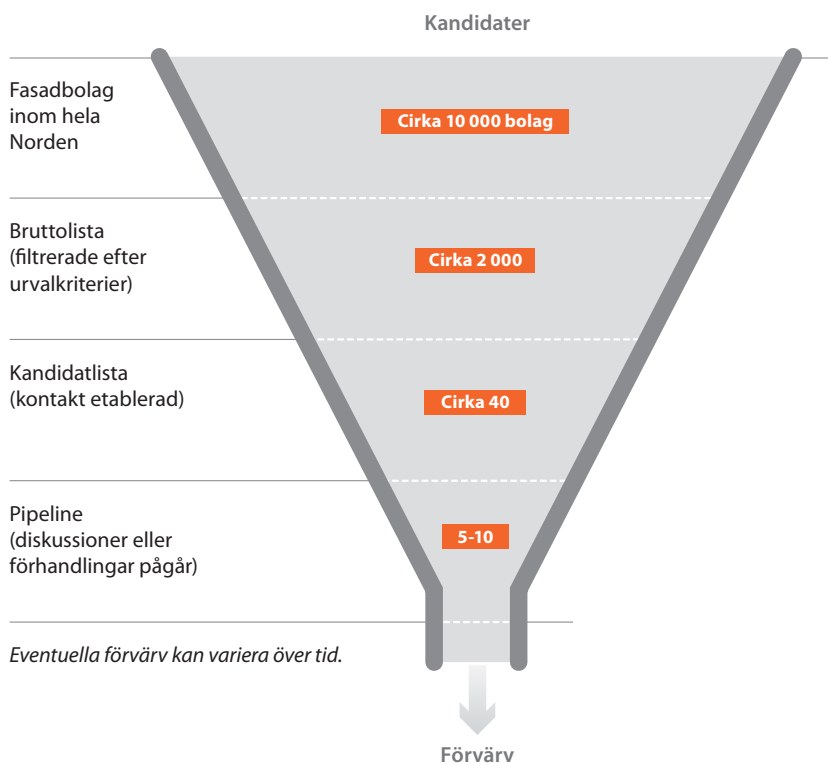 Kandidater
Fasadbolag
inom hela
Norden
Cirka 10 000 bolag
Bruttolista
(filtrerade efter
urvalkriterier)
Cirka 2 000
Kandidatlista
(kontakt etablerad)
Cirka 40
Pipeline
(diskussioner eller
förhandlingar pågår)
5-10
Eventuella förvärv kan variera över tid.
Förvärv